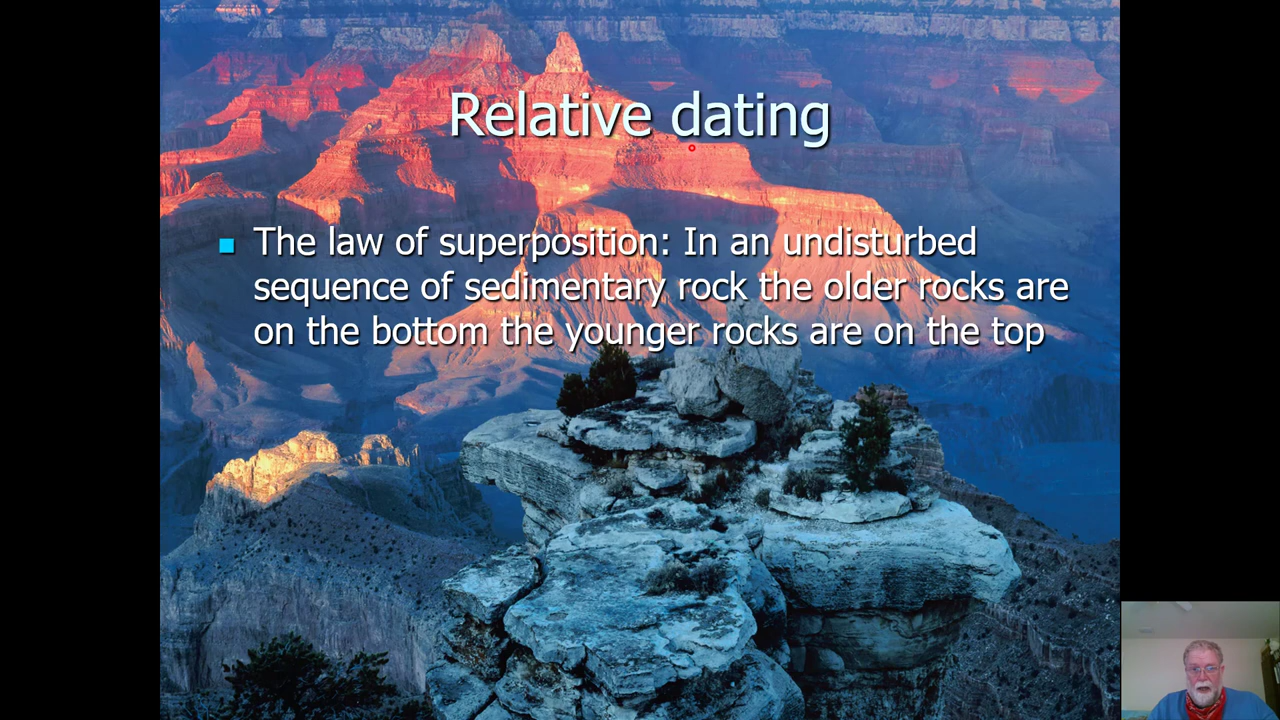 Relative dating
The law of superposition: In an undisturbed
sequence of sedimentary rock the older rocks are
on the bottom the younger rocks are on the top